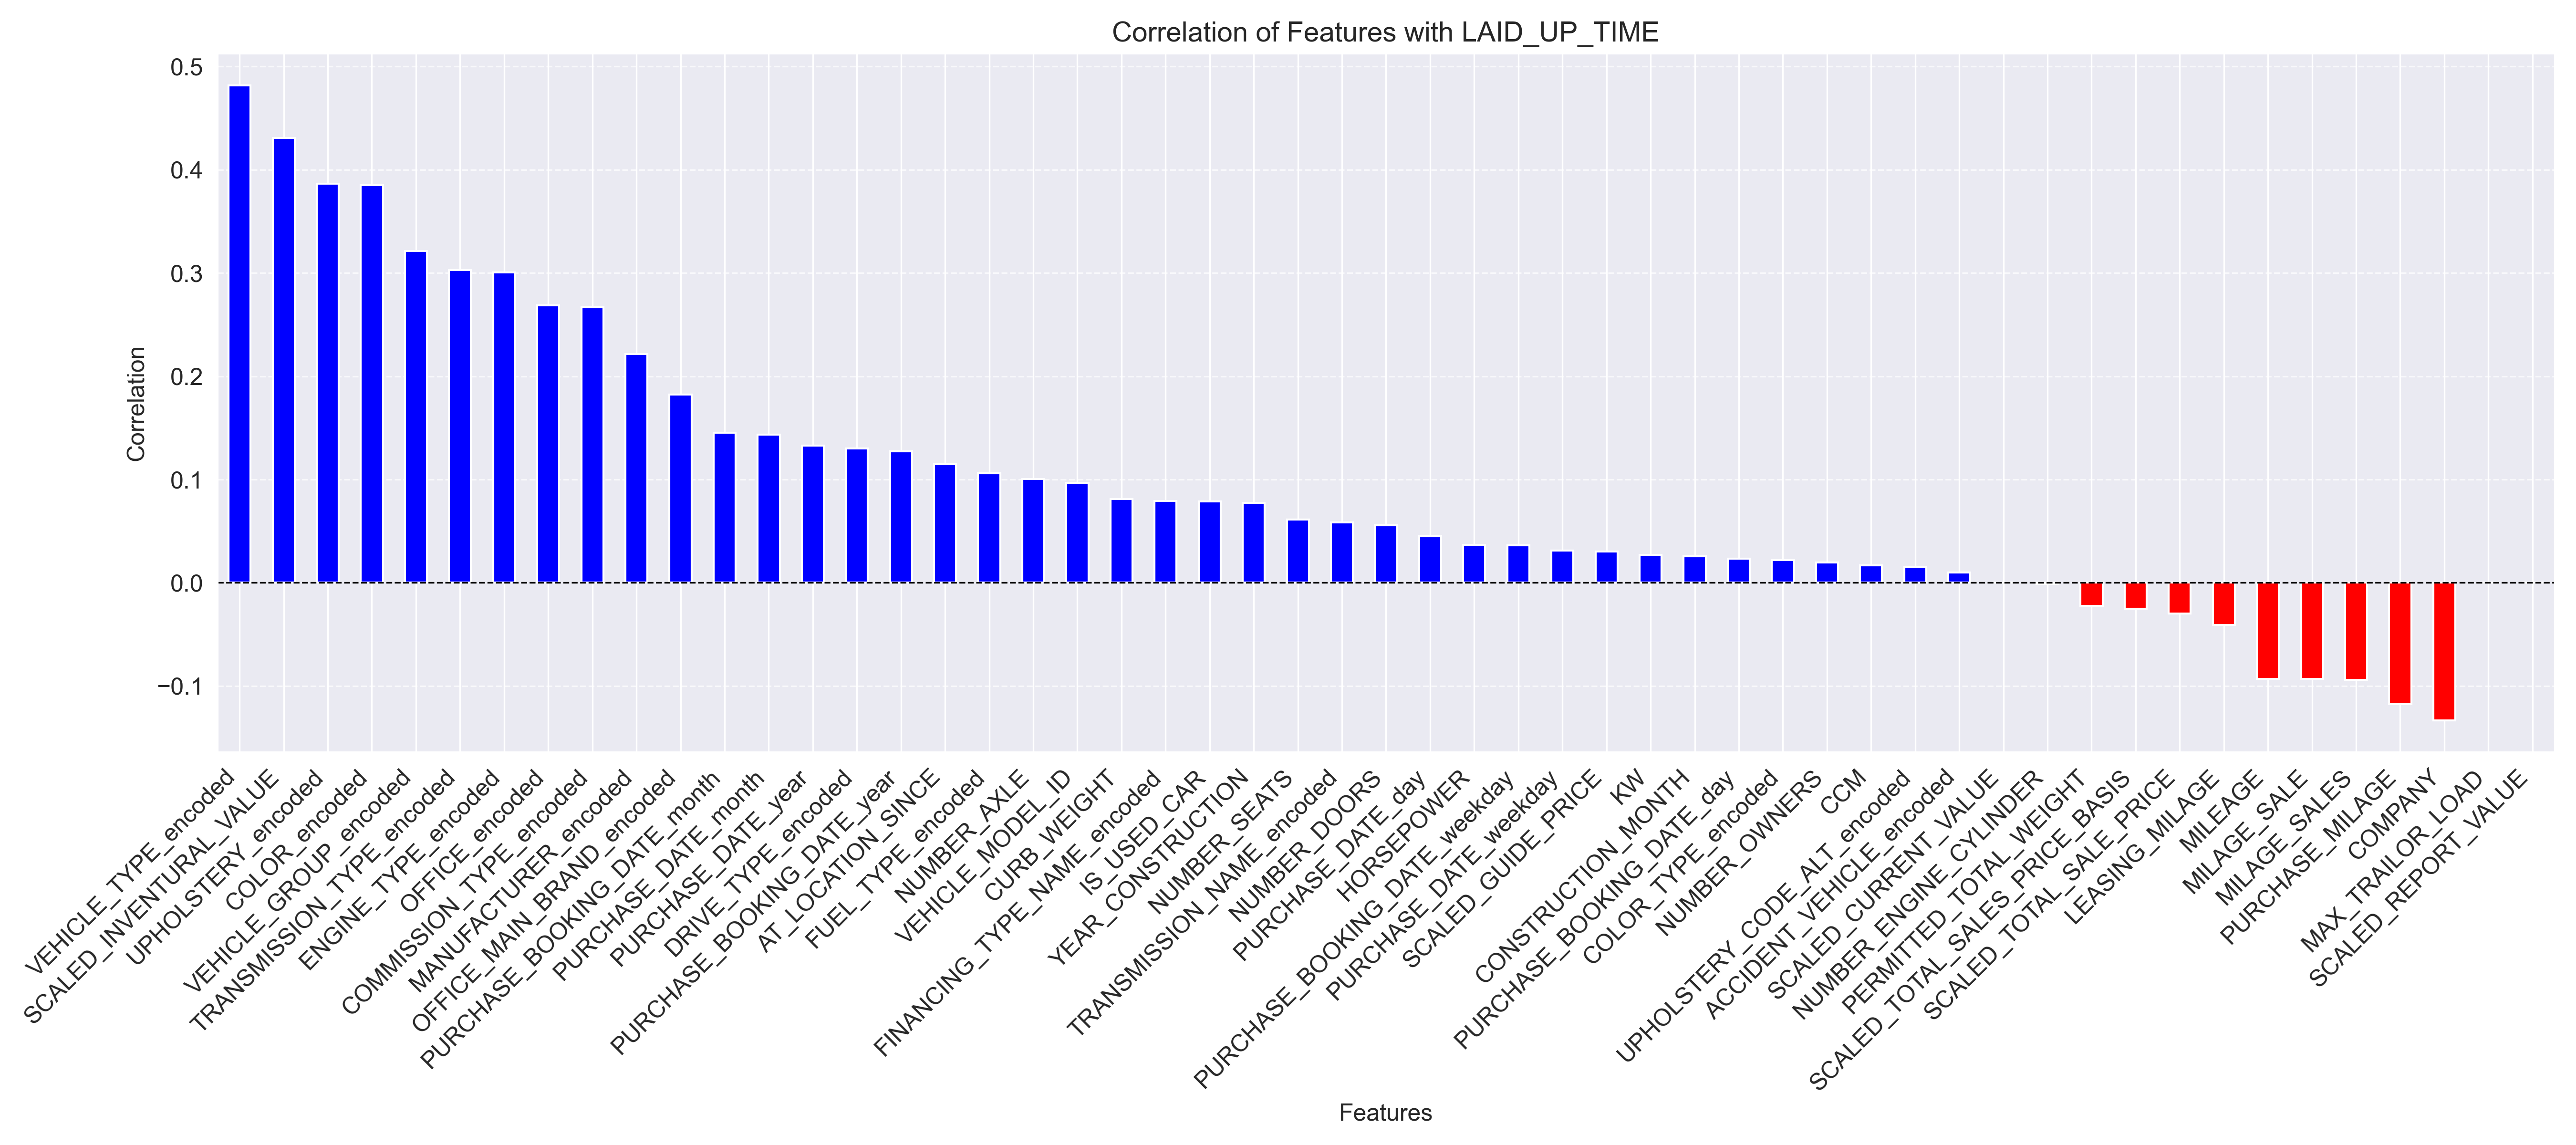 Correlation of Features with LAID_UP_TIME
Correlation
0.5
0.4
0.3
0.2
0.1
0.0
−0.1
VEHICLE_TYPE_encoded
SCALED_INVENTURAL_VALUE
UPHOLSTERY_encoded
COLOR_encoded
VEHICLE_GROUP_encoded
TRANSMISSION_TYPE_encoded
ENGINE_TYPE_encoded
OFFICE_encoded
COMMISSION_TYPE_encoded
MANUFACTURER_encoded
OFFICE_MAIN_BRAND_encoded
PURCHASE_BOOKING_DATE_month
PURCHASE_DATE_month
PURCHASE_DATE_year
DRIVE_TYPE_encoded
PURCHASE_BOOKING_DATE_year
AT_LOCATION_SINCE
FUEL_TYPE_encoded
NUMBER_AXLE
VEHICLE_MODEL_ID
CURB_WEIGHT
FINANCING_TYPE_NAME_encoded
IS_USED_CAR
YEAR_CONSTRUCTION
NUMBER_SEATS
TRANSMISSION_NAME_encoded
NUMBER_DOORS
PURCHASE_DATE_day
HORSEPOWER
PURCHASE_BOOKING_DATE_weekday
PURCHASE_DATE_weekday
SCALED_GUIDE_PRICE
KW
CONSTRUCTION_MONTH
PURCHASE_BOOKING_DATE_day
COLOR_TYPE_encoded
NUMBER_OWNERS
CCM
UPHOLSTERY_CODE_ALT_encoded
ACCIDENT_VEHICLE_encoded
SCALED_CURRENT_VALUE
NUMBER_ENGINE_CYLINDER
PERMITTED_TOTAL_WEIGHT
SCALED_TOTAL_SALES_PRICE_BASIS
SCALED_TOTAL_SALE_PRICE
LEASING_MILAGE
MILEAGE
MILAGE_SALE
MILAGE_SALES
PURCHASE_MILAGE
COMPANY
MAX_TRAILOR_LOAD
SCALED_REPORT_VALUE
Features